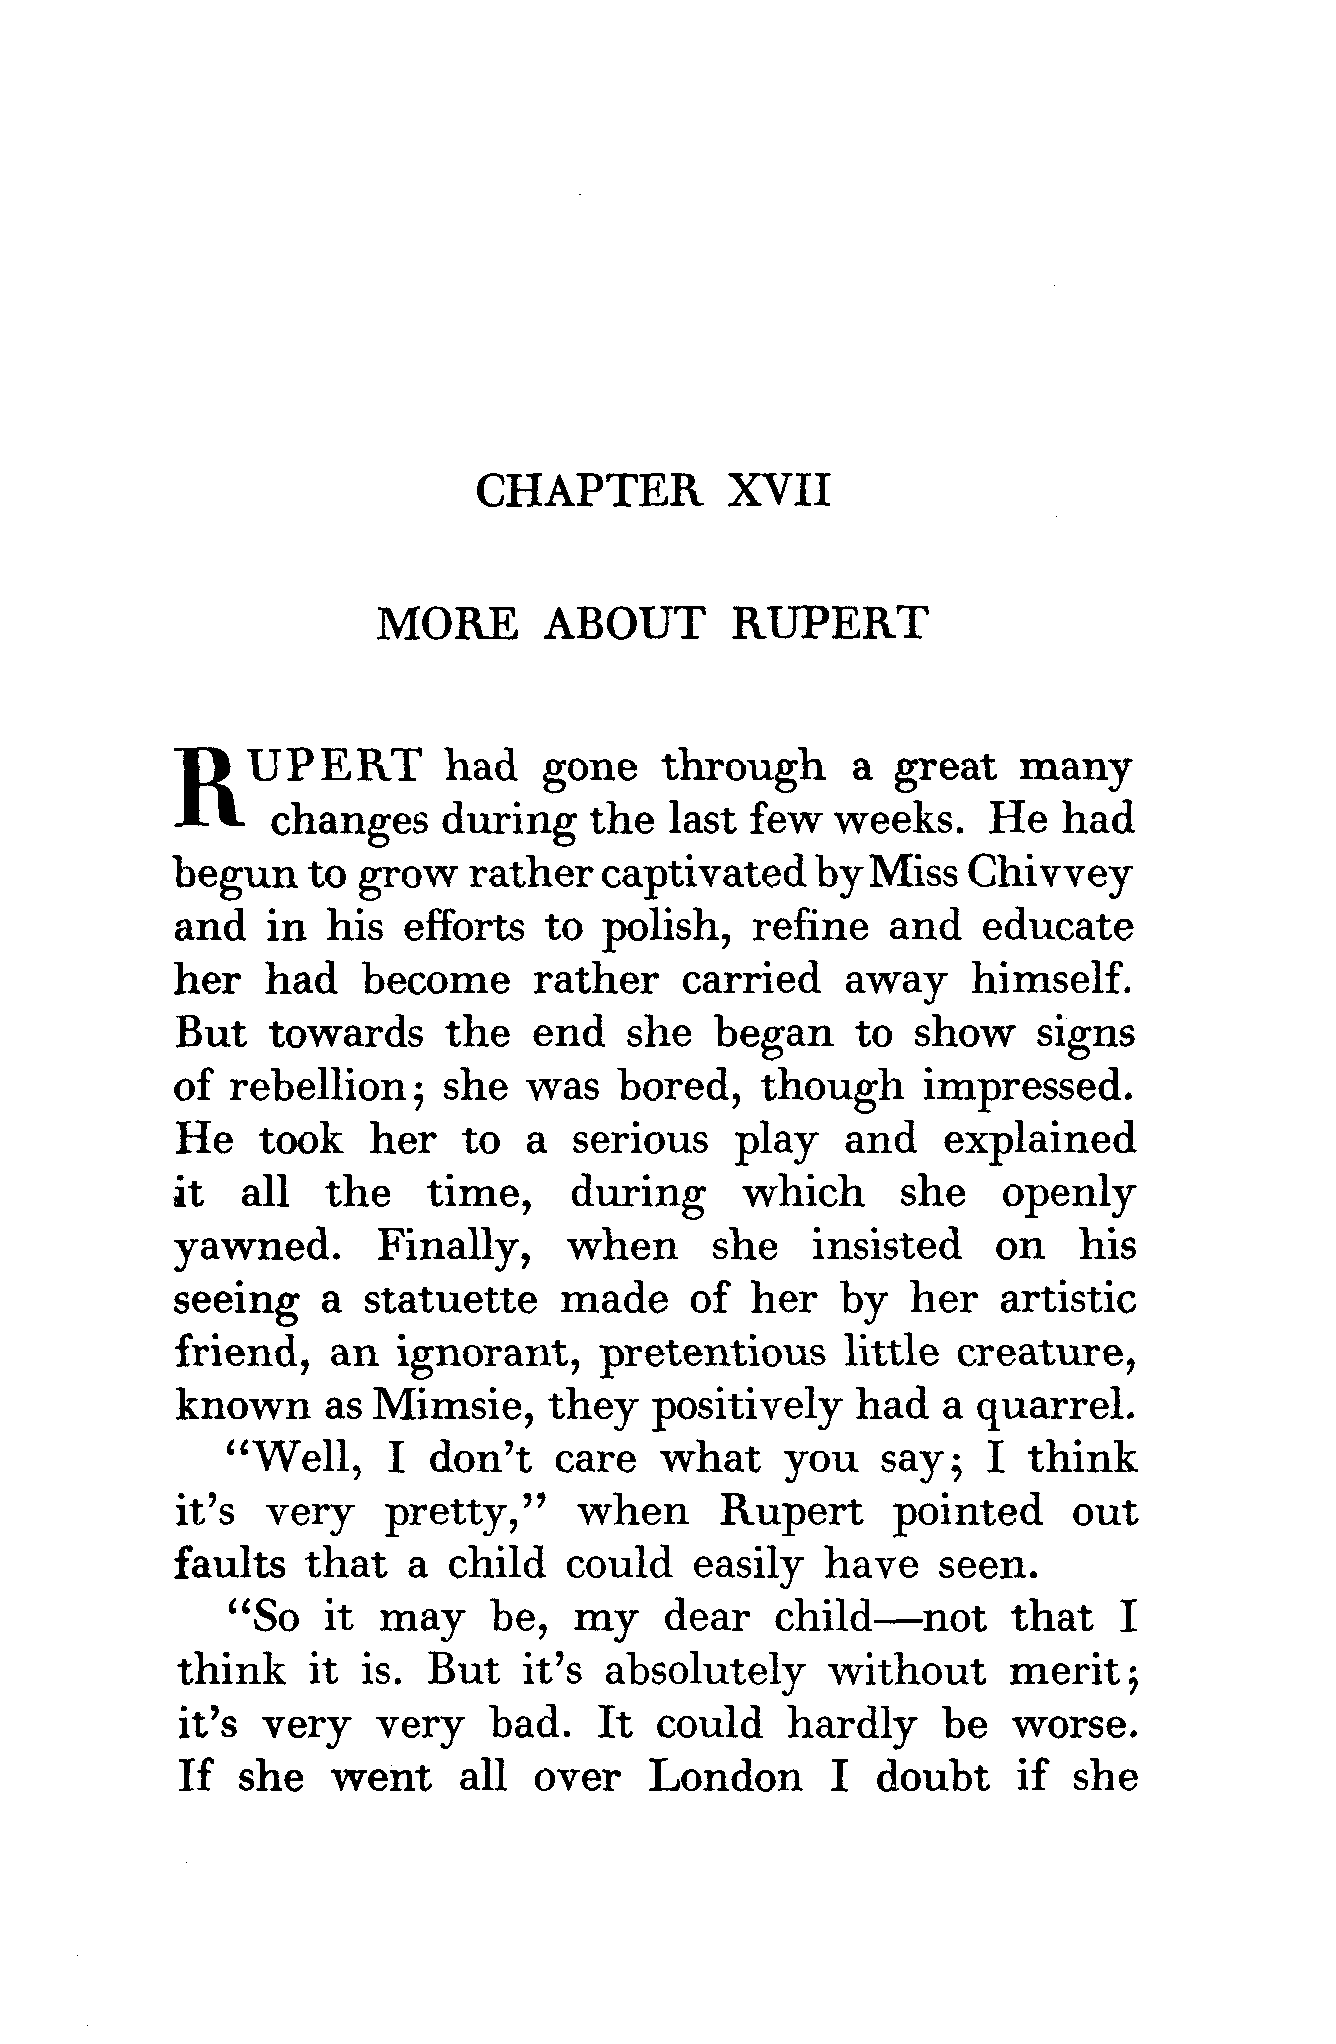 CHAPTER XVII
MORE ABOUT RUPERT
RUPERT had gone through a great many
changes during the last few weeks. He had
begun to grow rather captivated by Miss Chivvey
and in his efforts to polish, refine and educate
her had become rather carried away himself.
But towards the end she began to show signs
of rebellion; she was bored, though impressed.
He took her to a serious play and explained
it all the time, during which she openly
yawned. Finally, when she insisted on his
seeing a statuette made of her by her artistic
friend, an ignorant, pretentious little creature,
known as Mimsie, they positively had a quarrel.
“Well, I don’t care what you say; I think
it’s very pretty,” when Rupert pointed out
faults that a child could easily have seen.
“So it may be, my dear child—not that I
think it is. But it’s absolutely without merit;
it’s very very bad. It could hardly be worse.
If she went all over London I doubt if she